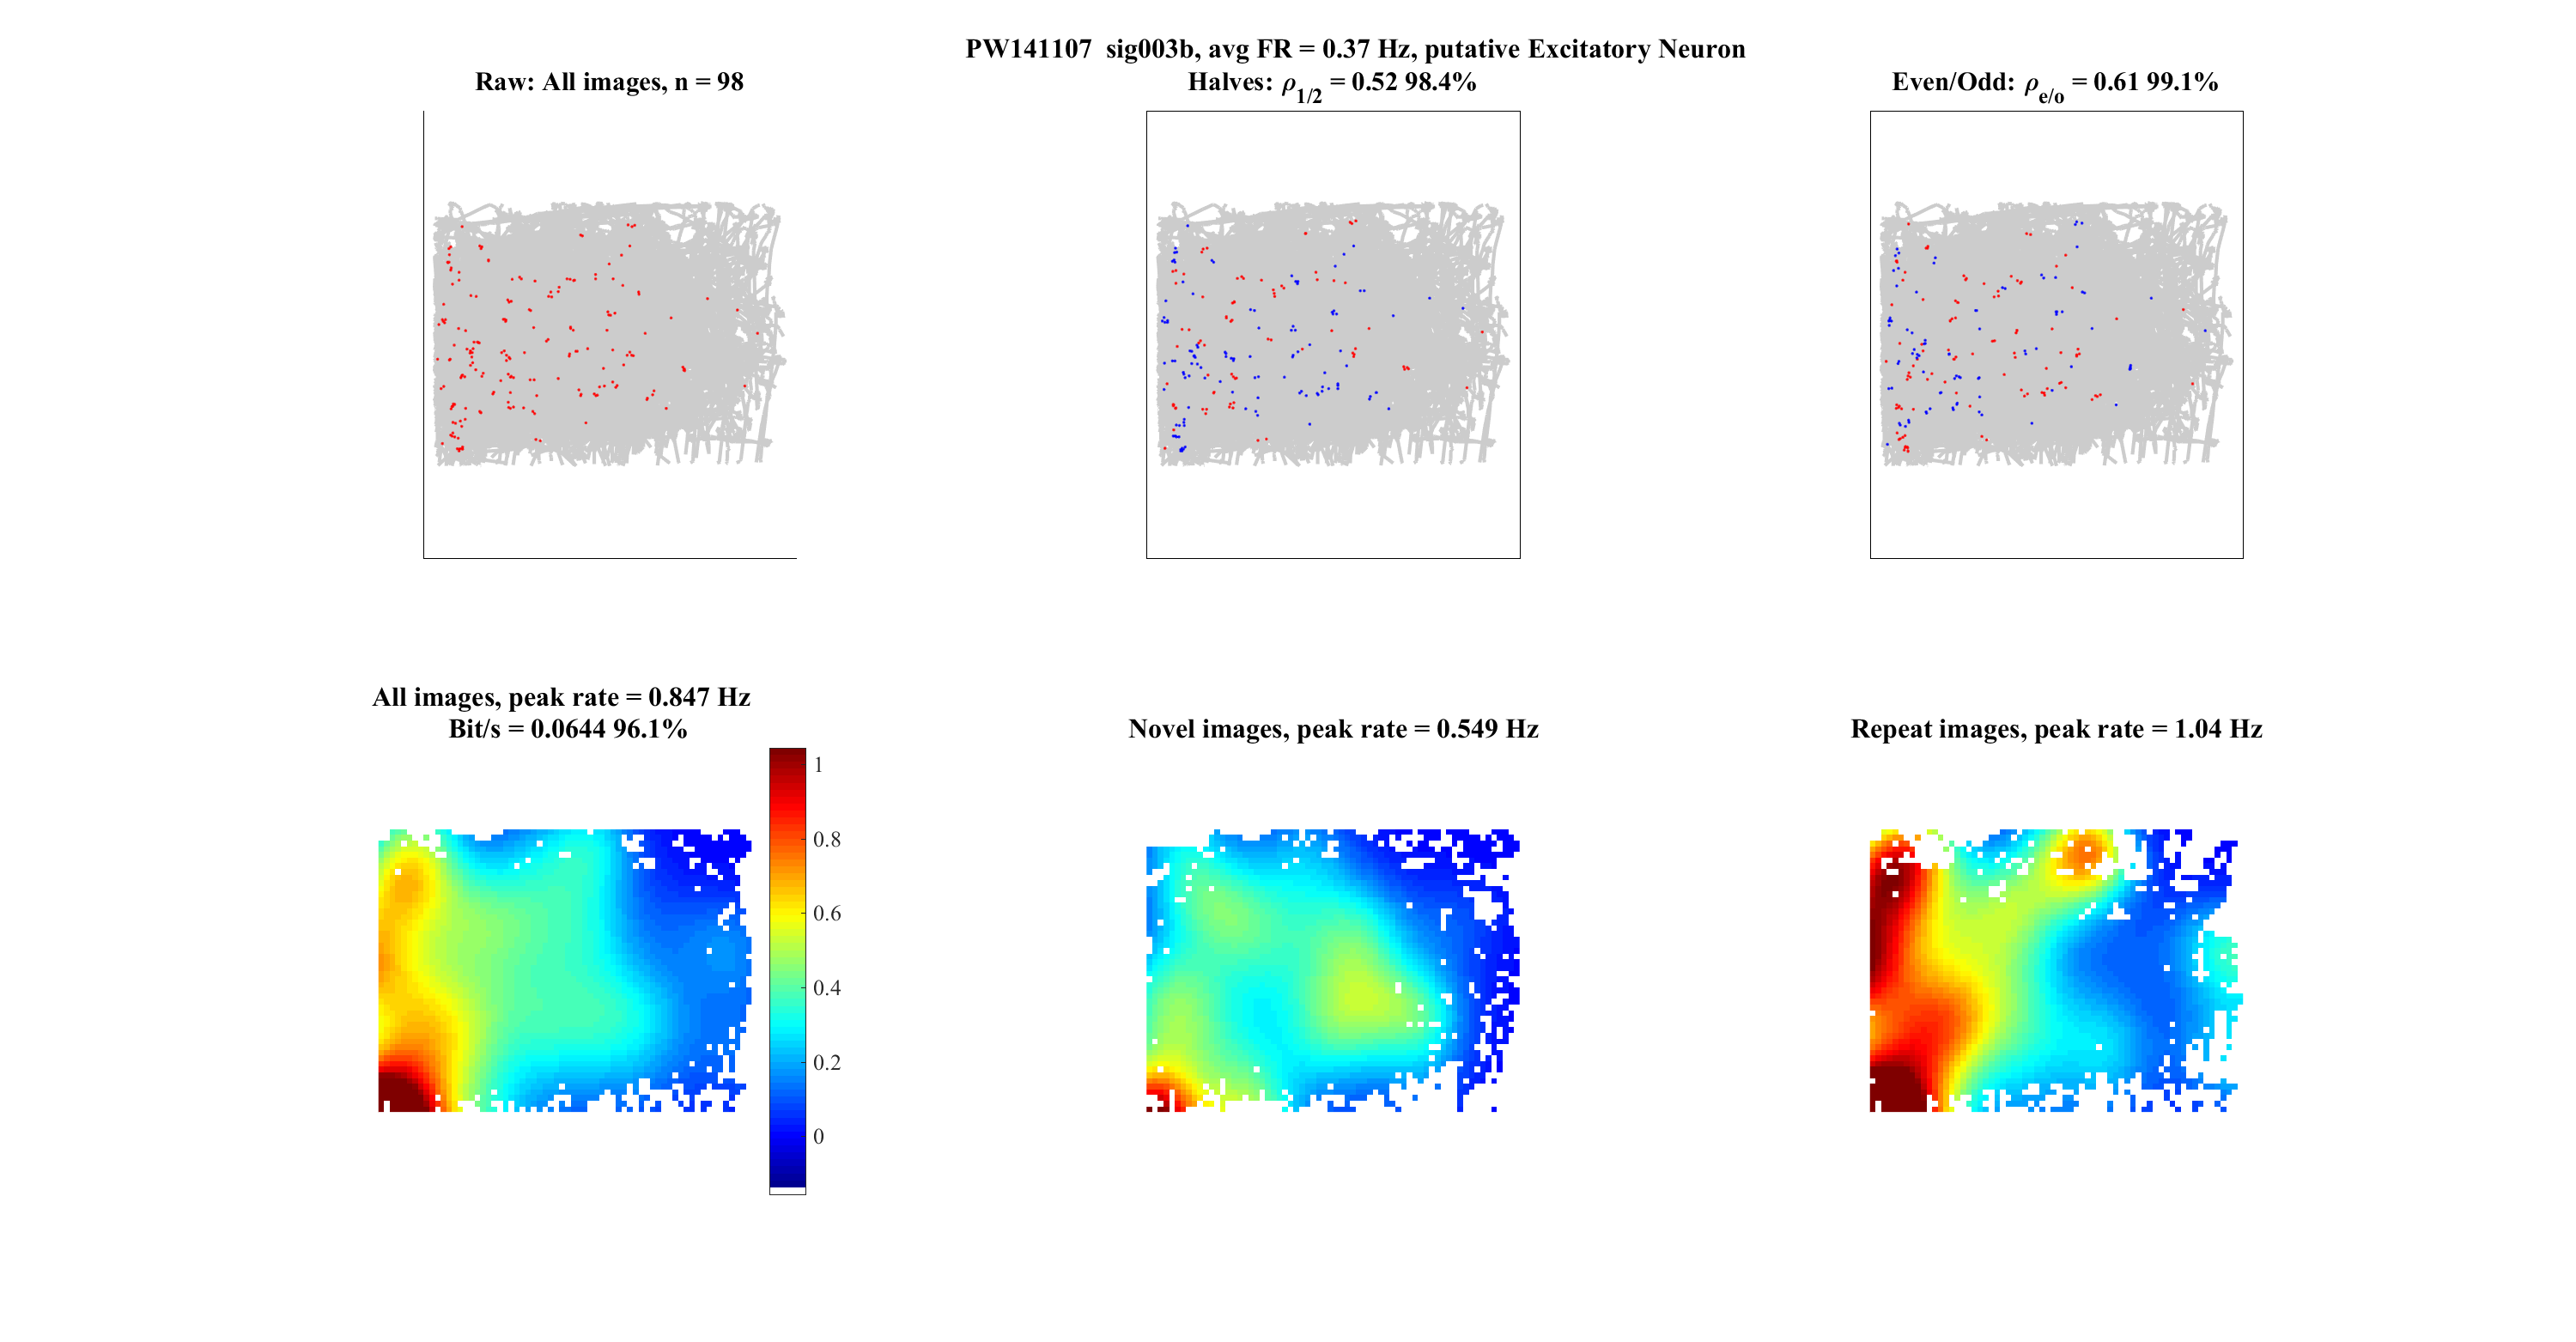 PW141107 sig003b, avg FR = 0.37 Hz, putative Excitatory Neuron
Raw: All images, n = 98
Halves: ρ1/2 = 0.52 98.4%
Even/Odd: ρe/o = 0.61 99.1%
All images, peak rate = 0.847 Hz
Bit/s = 0.0644 96.1%
Novel images, peak rate = 0.549 Hz
Repeat images, peak rate = 1.04 Hz
1
0.8
0.6
0.4
0.2
0